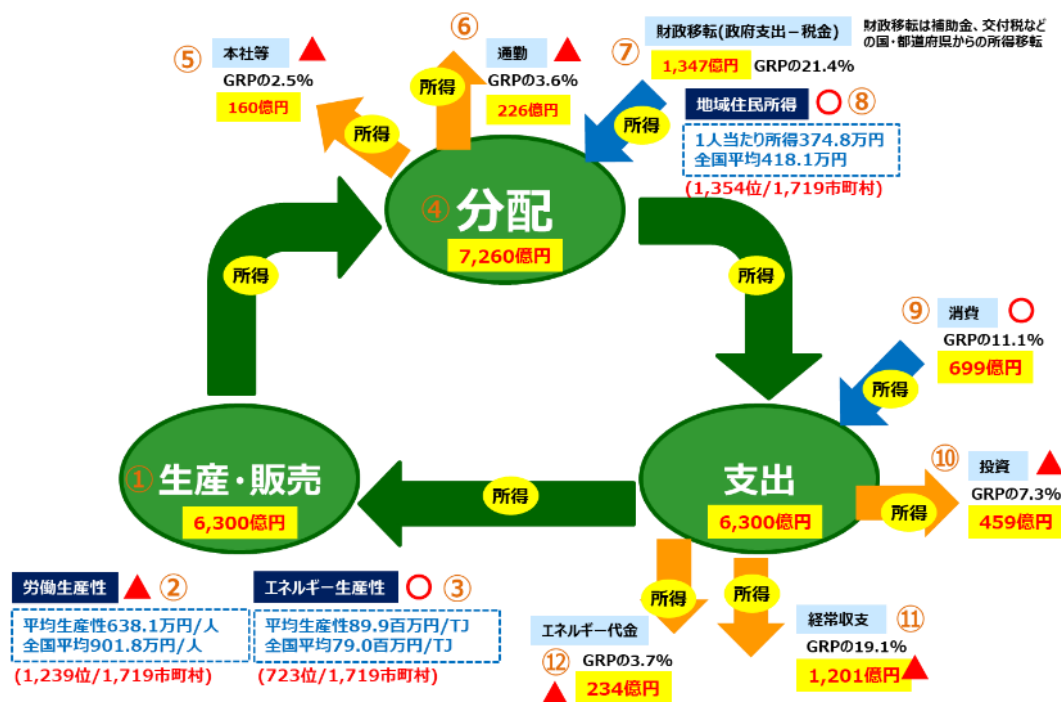 ⑤
本社等 ▲
GRPの2.5%
160億円
所得
⑥
通勤 ▲
GRPの3.6%
226億円
所得
⑦
財政移転(政府支出－税金)
1,347億円 GRPの21.4%
所得
財政移転は補助金、交付税など
の国・都道府県からの所得移転
地域住民所得 ○ ⑧
1人当たり所得374.8万円
全国平均418.1万円
(1,354位/1,719市町村)
④ 分配
7,260億円
所得
所得
⑨ 消費 ○
GRPの11.1%
699億円
所得
① 生産・販売
6,300億円
所得
支出
6,300億円
⑩ 投資 ▲
GRPの7.3%
459億円
所得
労働生産性 ▲ ②
平均生産性638.1万円/人
全国平均901.8万円/人
(1,239位/1,719市町村)
エネルギー生産性 ○ ③
平均生産性89.9百万円/TJ
全国平均79.0百万円/TJ
(723位/1,719市町村)
所得
エネルギー代金
⑫ GRPの3.7%
▲ 234億円
所得
経常収支 ⑪
GRPの19.1%
1,201億円 ▲